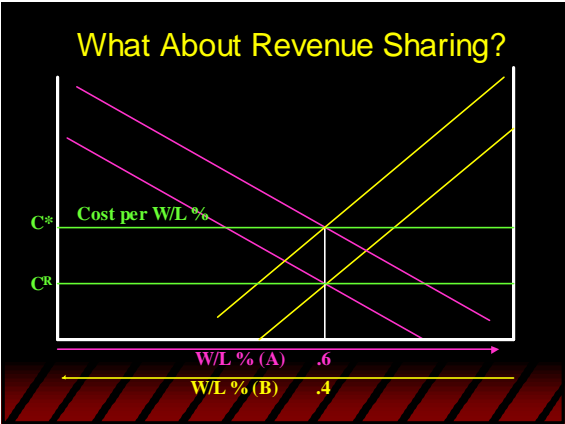 What About Revenue Sharing?
C* Cost per W/L %
Cᴿ
W/L % (A) .6
W/L % (B) .4